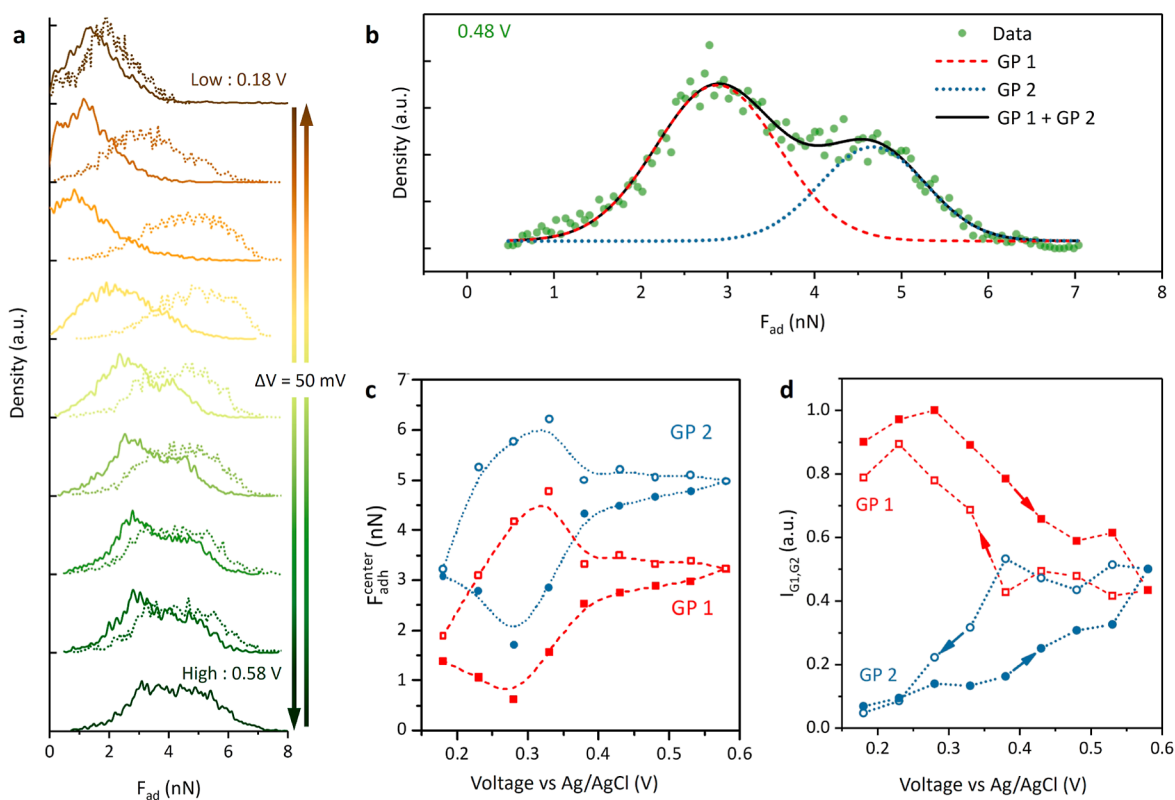 a
Low : 0.18 V
ΔV = 50 mV
High : 0.58 V
Density (a.u.)
0 2 4 6 8
F_ad (nN)
b
0.48 V
Data
GP 1
GP 2
GP 1 + GP 2
Density (a.u.)
0 1 2 3 4 5 6 7 8
F_ad (nN)
c
7
6
5
4
3
2
1
0
F_adh^center (nN)
GP 2
GP 1
0.2 0.3 0.4 0.5 0.6
Voltage vs Ag/AgCl (V)
d
1.0
0.8
0.6
0.4
0.2
0.0
I_G1,G2 (a.u.)
GP 1
GP 2
0.2 0.3 0.4 0.5 0.6
Voltage vs Ag/AgCl (V)